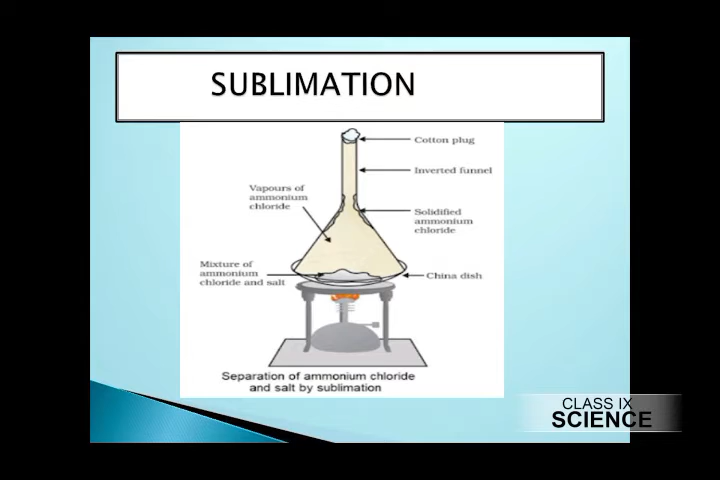 SUBLIMATION
Cotton plug
Inverted funnel
Vapours of
ammonium
chloride
Solidified
ammonium
chloride
Mixture of
ammonium
chloride and salt
China dish
Separation of ammonium chloride
and salt by sublimation
CLASS IX
SCIENCE